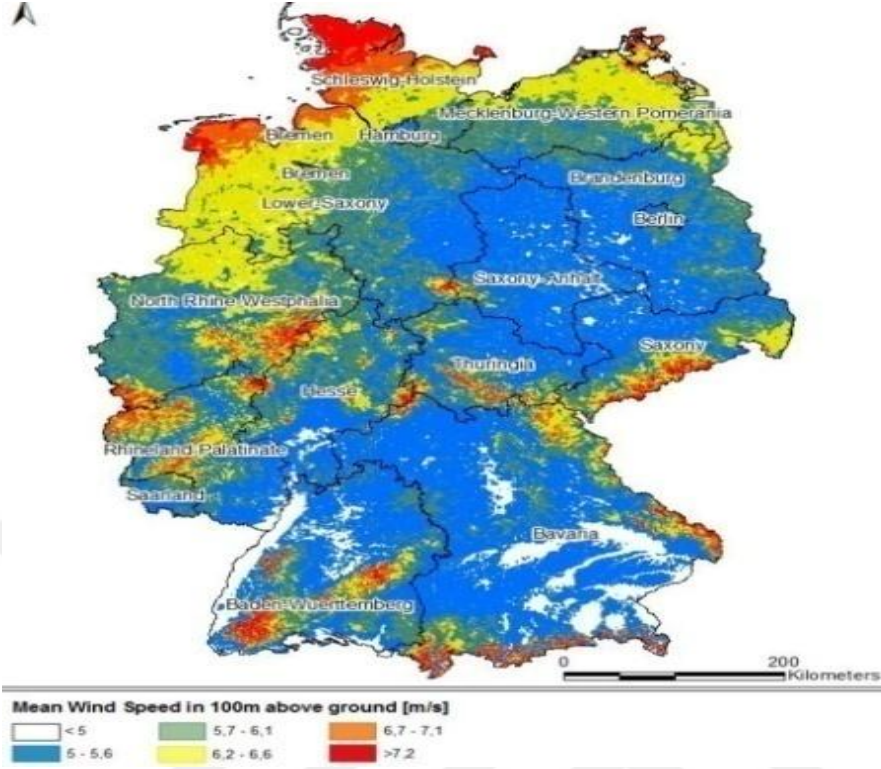 Schleswig-Holstein
Mecklenburg-Western Pomerania
Bremen
Hamburg
Bremen
Brandenburg
Lower-Saxony
Berlin
Saxony-Anhalt
North Rhine-Westphalia
Saxony
Thuringia
Hesse
Rhineland-Palatinate
Saarland
Bavaria
Baden-Wuerttemberg
0 200
Kilometers
Mean Wind Speed in 100m above ground [m/s]
< 5 5,7 - 6,1 6,7 - 7,1
5 - 5,6 6,2 - 6,6 >7,2